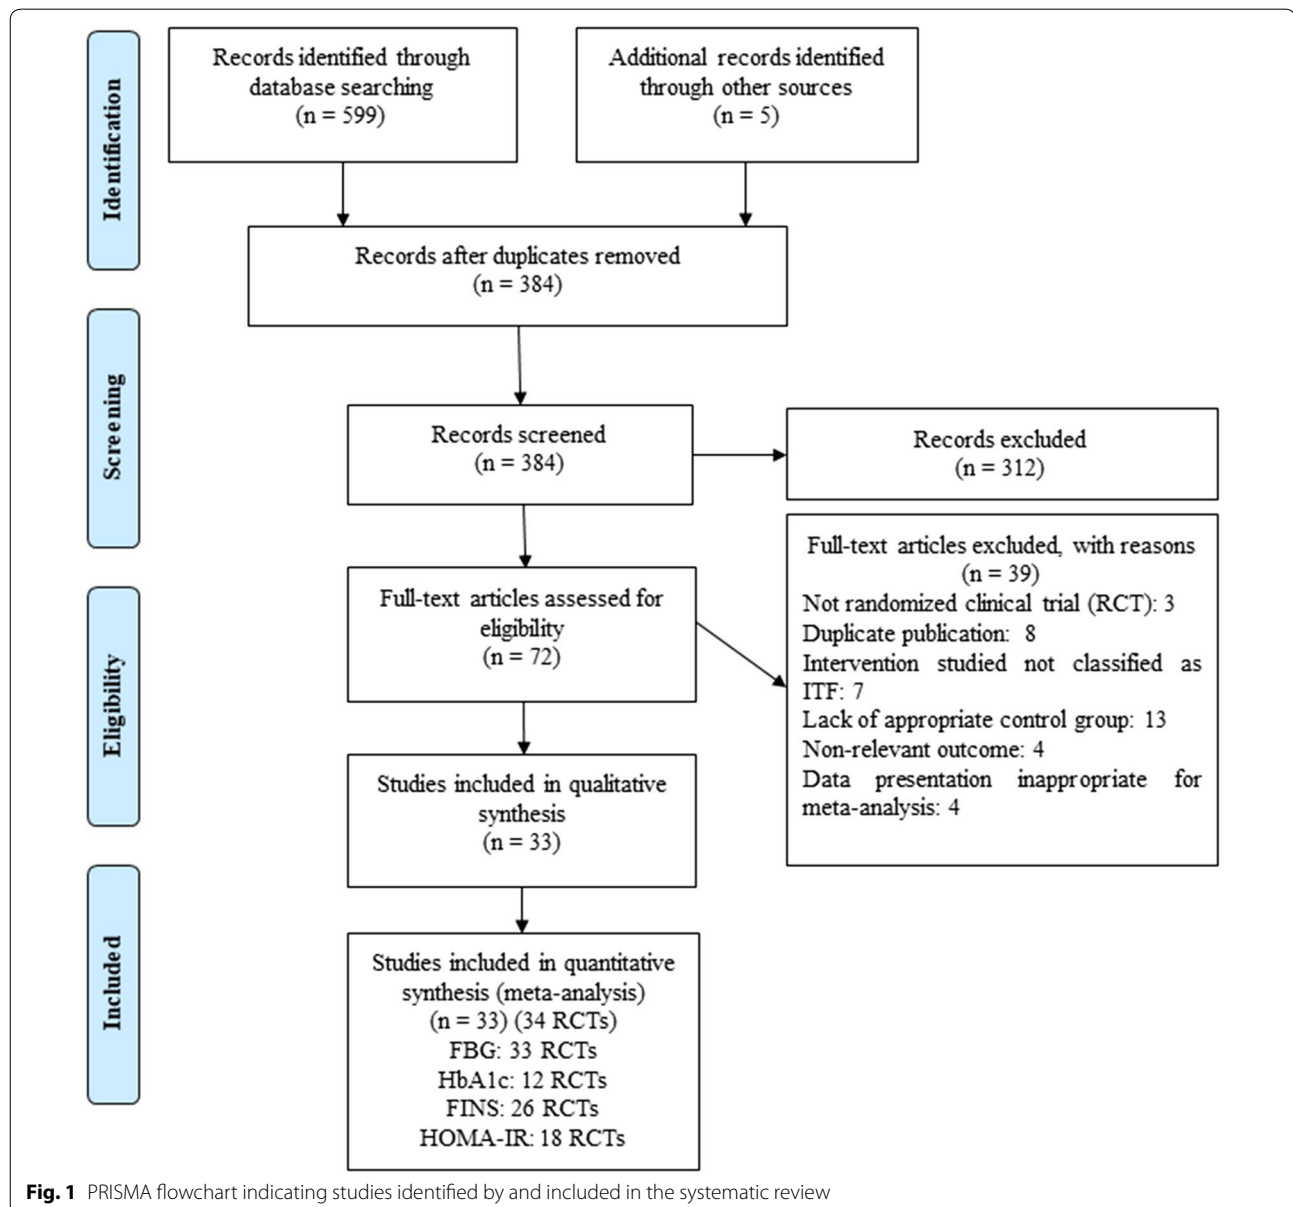 Identification
Records identified through
database searching
(n = 599)
Additional records identified
through other sources
(n = 5)
Records after duplicates removed
(n = 384)
Screening
Records screened
(n = 384)
Records excluded
(n = 312)
Eligibility
Full-text articles assessed for
eligibility
(n = 72)
Full-text articles excluded, with reasons
(n = 39)
Not randomized clinical trial (RCT): 3
Duplicate publication: 8
Intervention studied not classified as
ITF: 7
Lack of appropriate control group: 13
Non-relevant outcome: 4
Data presentation inappropriate for
meta-analysis: 4
Studies included in qualitative
synthesis
(n = 33)
Included
Studies included in quantitative
synthesis (meta-analysis)
(n = 33) (34 RCTs)
FBG: 33 RCTs
HbA1c: 12 RCTs
FINS: 26 RCTs
HOMA-IR: 18 RCTs
Fig. 1 PRISMA flowchart indicating studies identified by and included in the systematic review